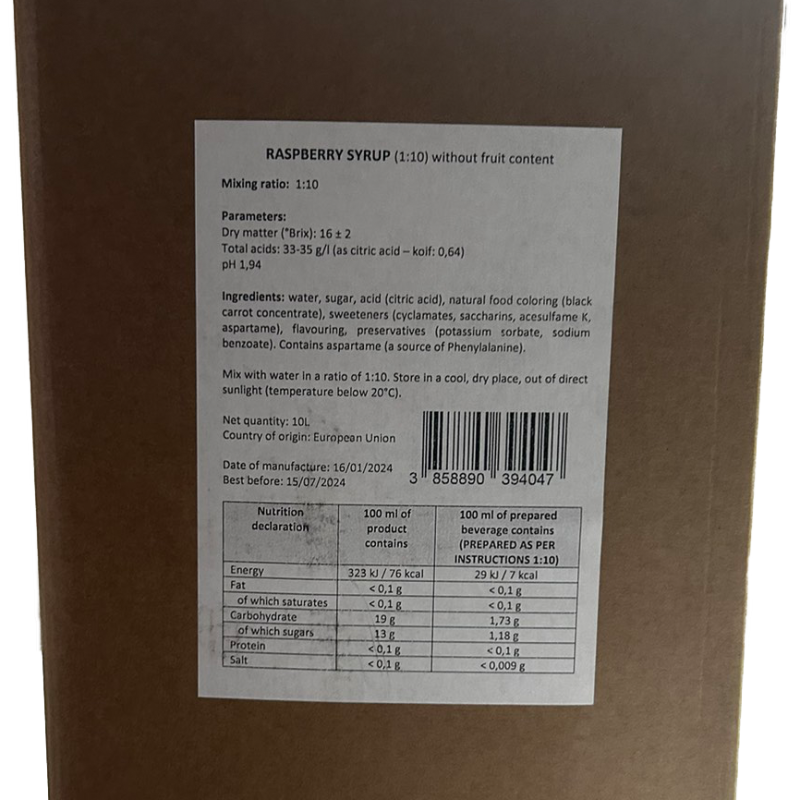 RASPBERRY SYRUP (1:10) without fruit content
Mixing ratio: 1:10
Parameters:
Dry matter (°Brix): 16 ± 2
Total acids: 33-35 g/l (as citric acid – koif: 0,64)
pH 1,94
Ingredients: water, sugar, acid (citric acid), natural food coloring (black
carrot concentrate), sweeteners (cyclamates, saccharins, acesulfame K,
aspartame), flavouring, preservatives (potassium sorbate, sodium
benzoate). Contains aspartame (a source of Phenylalanine).
Mix with water in a ratio of 1:10. Store in a cool, dry place, out of direct
sunlight (temperature below 20°C).
Net quantity: 10L
Country of origin: European Union
Date of manufacture: 16/01/2024
Best before: 15/07/2024
3 858890 394047
Nutrition declaration | 100 ml of product contains | 100 ml of prepared beverage contains (PREPARED AS PER INSTRUCTIONS 1:10)
Energy 323 kJ / 76 kcal 29 kJ / 7 kcal
Fat < 0,1 g < 0,1 g
of which saturates < 0,1 g < 0,1 g
Carbohydrate 19 g 1,73 g
of which sugars 13 g 1,18 g
Protein < 0,1 g < 0,1 g
Salt < 0,1 g < 0,009 g